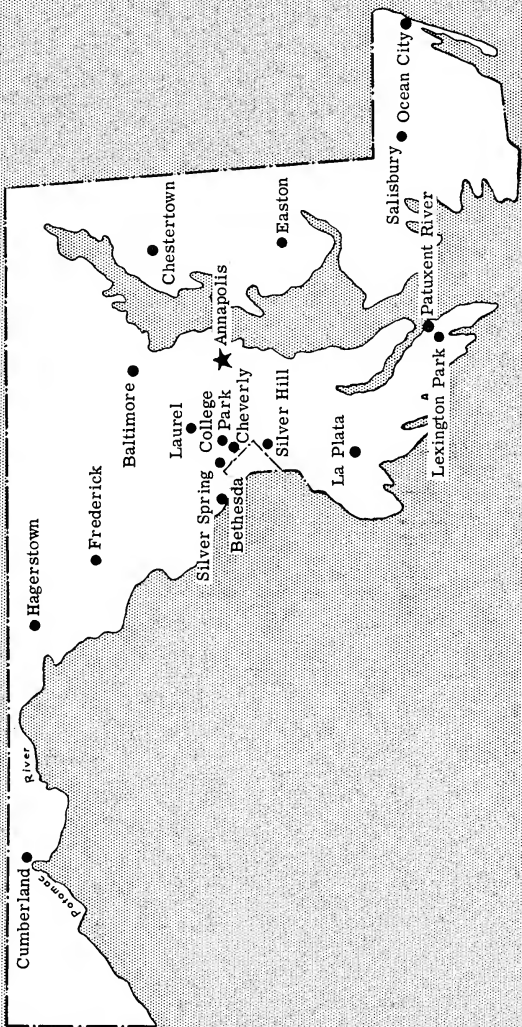 Cumberland
Potomac
River
Hagerstown
Frederick
Baltimore
Laurel
College
Park
Cheverly
Silver Spring
Bethesda
Silver Hill
Annapolis
Chestertown
Easton
La Plata
Patuxent River
Lexington Park
Salisbury
Ocean City